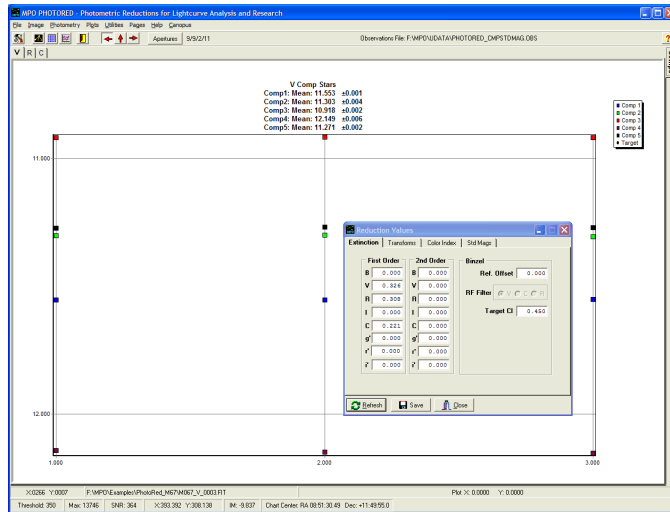 MPO PHOTORED - Photometric Reductions for Lightcurve Analysis and Research
File Image Photometry Plots Utilities Pages Help Canopus
Apertures 9/9/2/11 Observations File: F:\MPO\UDATA\PHOTORED_CMPSTDMAG.OBS
V R C
V Comp Stars
Comp1: Mean: 11.553 ±0.001
Comp2: Mean: 11.303 ±0.004
Comp3: Mean: 10.918 ±0.002
Comp4: Mean: 12.149 ±0.006
Comp5: Mean: 11.271 ±0.002
Comp 1
Comp 2
Comp 3
Comp 4
Comp 5
Target
11.000
12.000
1.000 2.000 3.000
Reduction Values
Extinction Transforms Color Index Std Mags
First Order 2nd Order Binzel
B 0.000 B 0.000 Ref. Offset 0.000
V 0.326 V 0.000
R 0.308 R 0.000 RF Filter V C R
I 0.000 I 0.000 Target CI 0.450
C 0.221 C 0.000
g' 0.000 g' 0.000
r' 0.000 r' 0.000
i' 0.000 i' 0.000
Refresh Save Close
X:0266 Y:0007 F:\MPO\Examples\PhotoRed_M67\M067_V_0003.FIT Plot X: 0.0000 Y: 0.0000
Threshold: 350 Max: 13746 SNR: 364 X:393.392 Y:308.138 IM: -9.837 Chart Center: RA 08:51:30.49 Dec: +11:49:55.0